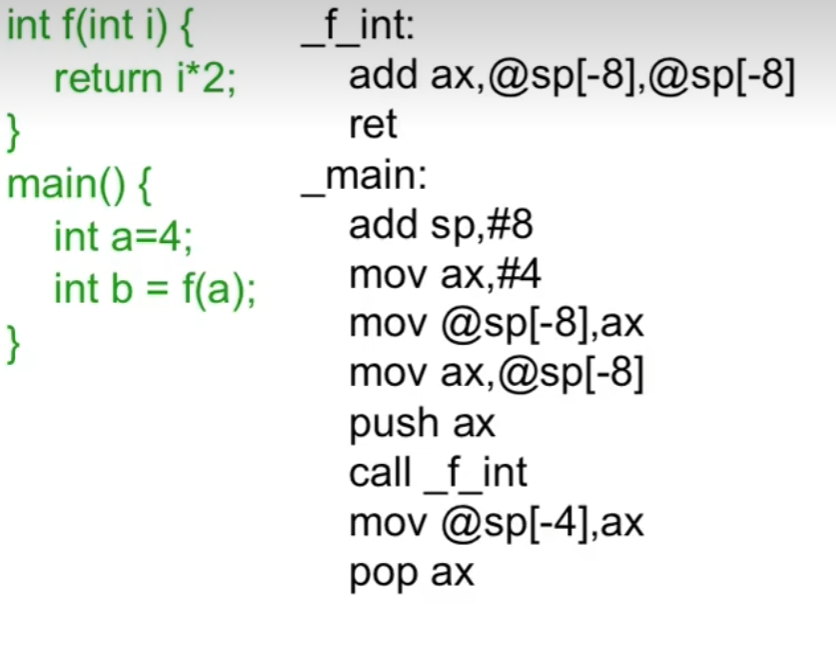 int f(int i) {
    return i*2;
}
main() {
    int a=4;
    int b = f(a);
}
_f_int:
    add ax,@sp[-8],@sp[-8]
    ret
_main:
    add sp,#8
    mov ax,#4
    mov @sp[-8],ax
    mov ax,@sp[-8]
    push ax
    call _f_int
    mov @sp[-4],ax
    pop ax